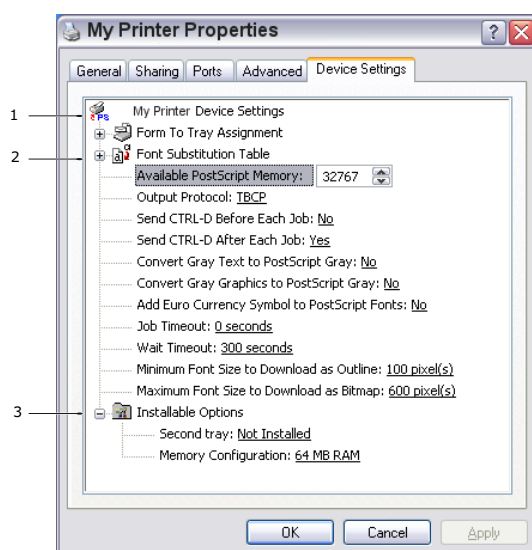 My Printer Properties
General Sharing Ports Advanced Device Settings
1
PS
My Printer Device Settings
Form To Tray Assignment
2
a
Font Substitution Table
Available PostScript Memory: 32767
Output Protocol: TBCP
Send CTRL-D Before Each Job: No
Send CTRL-D After Each Job: Yes
Convert Gray Text to PostScript Gray: No
Convert Gray Graphics to PostScript Gray: No
Add Euro Currency Symbol to PostScript Fonts: No
Job Timeout: 0 seconds
Wait Timeout: 300 seconds
Minimum Font Size to Download as Outline: 100 pixel(s)
Maximum Font Size to Download as Bitmap: 600 pixel(s)
3
Installable Options
Second tray: Not Installed
Memory Configuration: 64 MB RAM
OK Cancel Apply